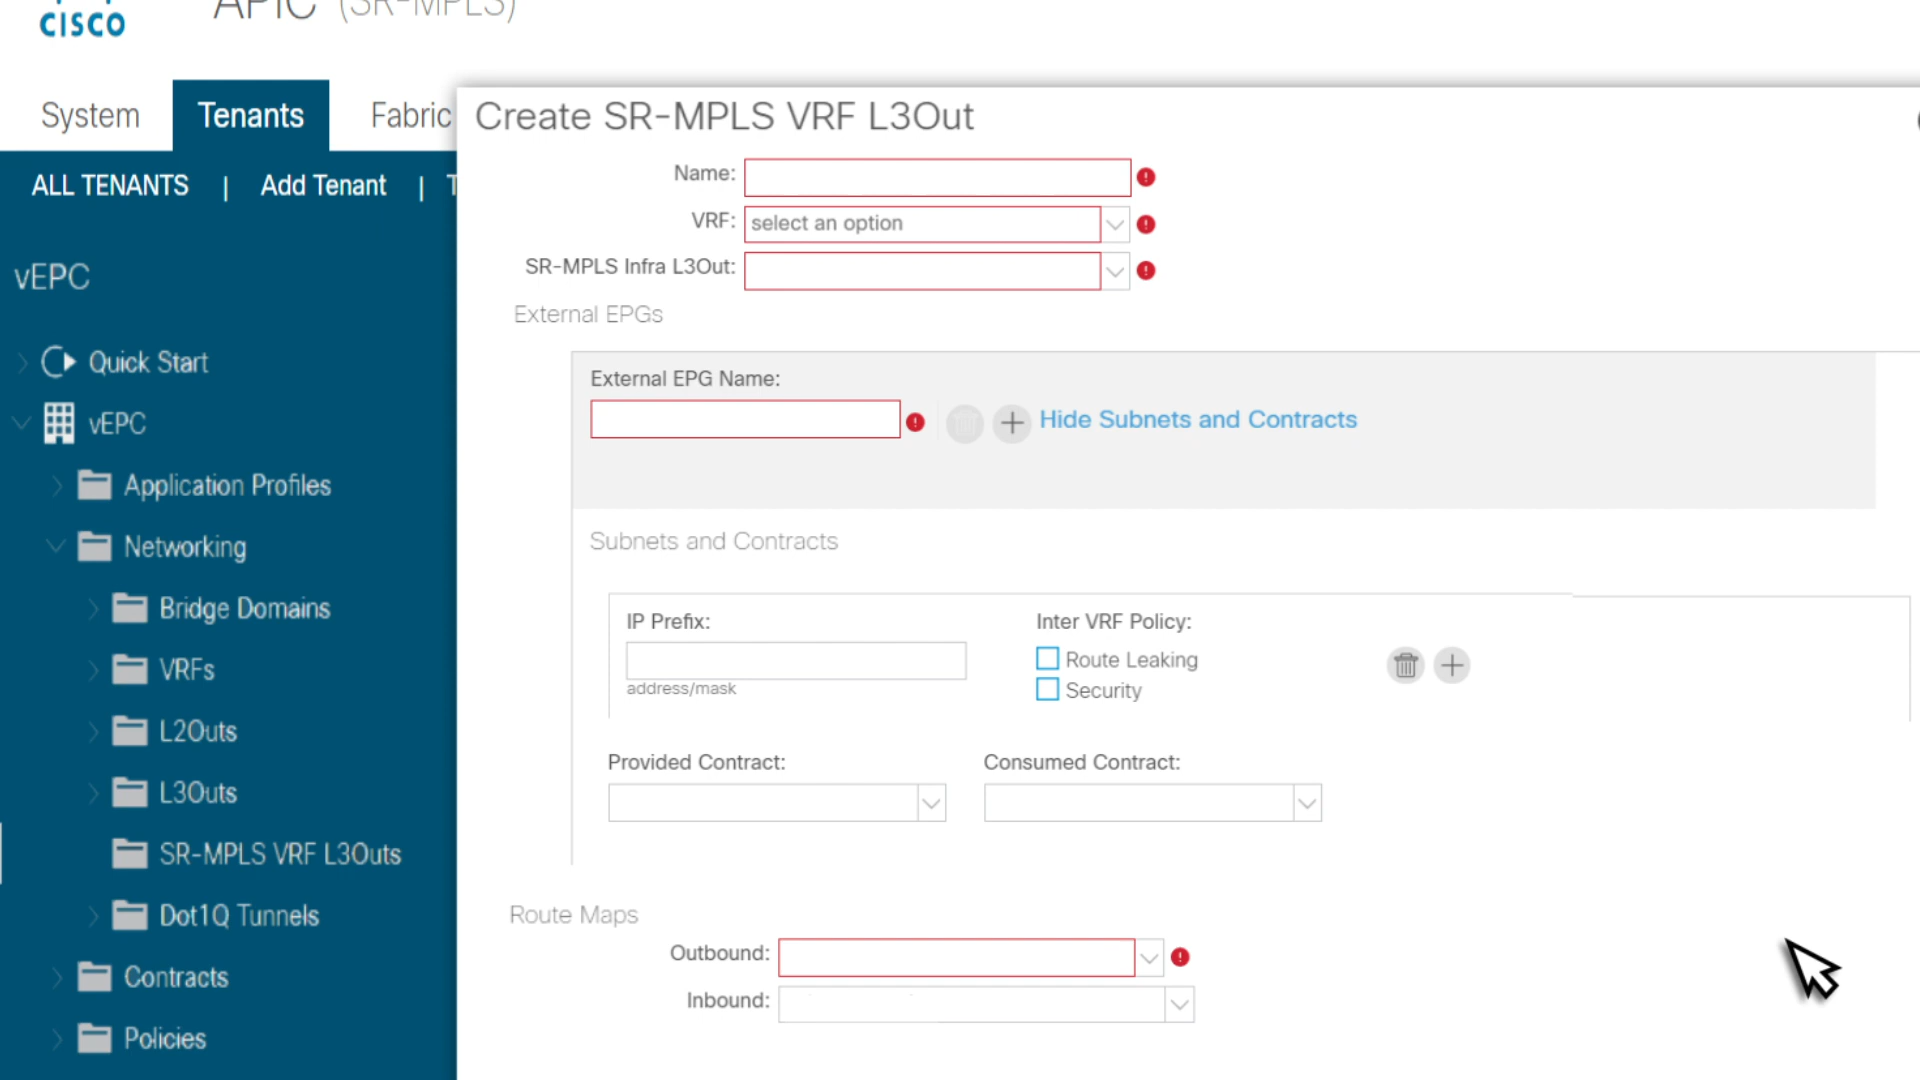 CISCO
APIC (SR-MPLS)
System
Tenants
Fabric
ALL TENANTS | Add Tenant |
vEPC
Quick Start
vEPC
Application Profiles
Networking
Bridge Domains
VRFs
L2Outs
L3Outs
SR-MPLS VRF L3Outs
Dot1Q Tunnels
Contracts
Policies
Create SR-MPLS VRF L3Out
Name:
VRF: select an option
SR-MPLS Infra L3Out:
External EPGs
External EPG Name:
Hide Subnets and Contracts
Subnets and Contracts
IP Prefix:
address/mask
Inter VRF Policy:
Route Leaking
Security
Provided Contract:
Consumed Contract:
Route Maps
Outbound:
Inbound: